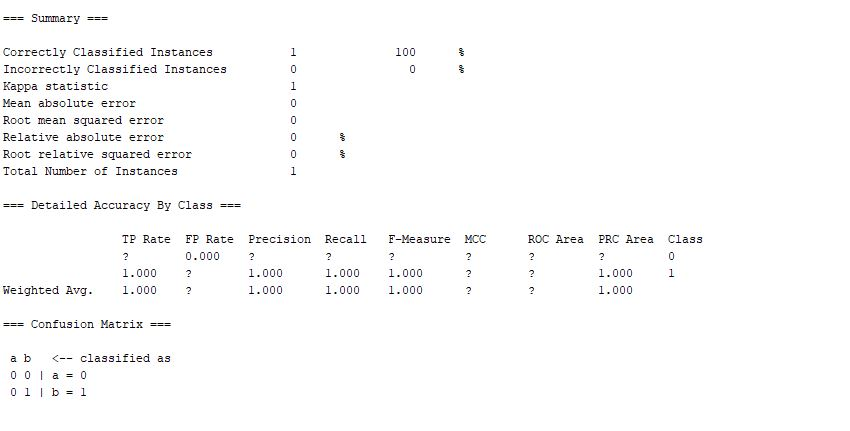 === Summary ===
Correctly Classified Instances 1 100 %
Incorrectly Classified Instances 0 0 %
Kappa statistic 1
Mean absolute error 0
Root mean squared error 0
Relative absolute error 0 %
Root relative squared error 0 %
Total Number of Instances 1
=== Detailed Accuracy By Class ===
TP Rate FP Rate Precision Recall F-Measure MCC ROC Area PRC Area Class
? 0.000 ? ? ? ? ? ? 0
1.000 ? 1.000 1.000 1.000 ? ? 1.000 1
Weighted Avg. 1.000 ? 1.000 1.000 1.000 ? ? 1.000
=== Confusion Matrix ===
a b <-- classified as
0 0 | a = 0
0 1 | b = 1